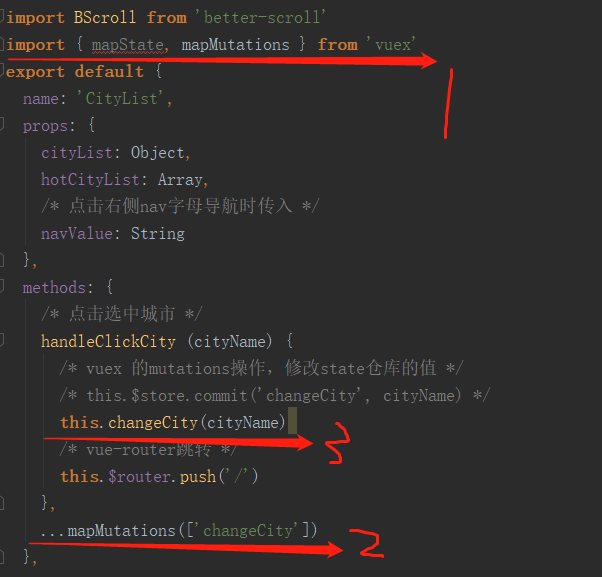 import BScroll from 'better-scroll'
import { mapState, mapMutations } from 'vuex'
export default {
name: 'CityList',
props: {
cityList: Object,
hotCityList: Array,
/* 点击右侧nav字母导航时传入 */
navValue: String
},
methods: {
/* 点击选中城市 */
handleClickCity (cityName) {
/* vuex 的mutations操作，修改state仓库的值 */
/* this.$store.commit('changeCity', cityName) */
this.changeCity(cityName)
/* vue-router跳转 */
this.$router.push('/')
},
...mapMutations(['changeCity'])
},
1
3
2